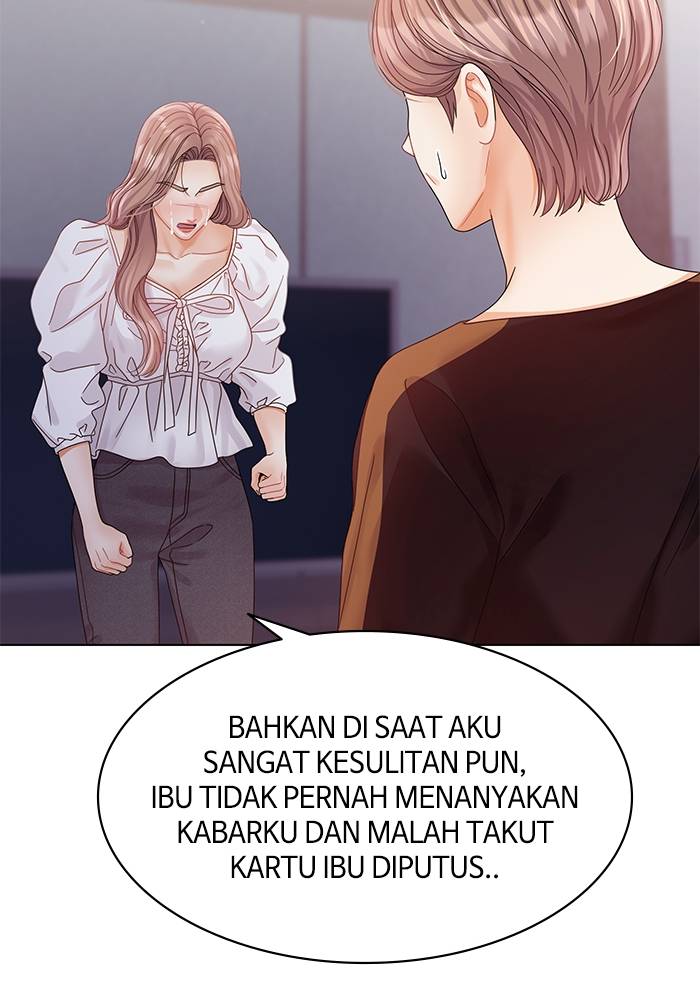 BAHKAN DI SAAT AKU
SANGAT KESULITAN PUN,
IBU TIDAK PERNAH MENANYAKAN
KABARKU DAN MALAH TAKUT
KARTU IBU DIPUTUS..